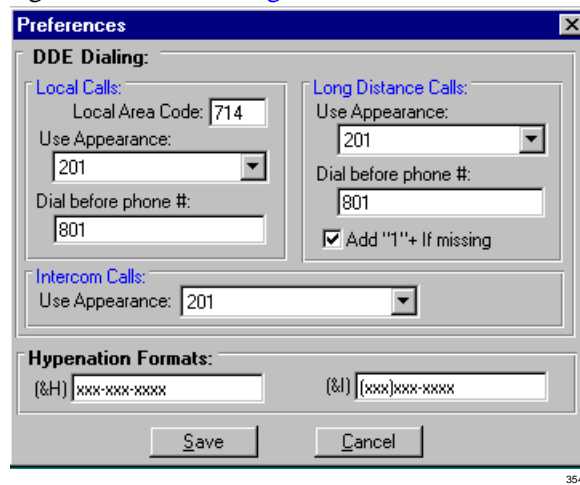 Preferences
DDE Dialing:
Local Calls:
Local Area Code: 714
Use Appearance:
201
Dial before phone #:
801
Long Distance Calls:
Use Appearance:
201
Dial before phone #:
801
Add "1"+ If missing
Intercom Calls:
Use Appearance: 201
Hypenation Formats:
(&H) xxx-xxx-xxxx
(&I) (xxx)xxx-xxxx
Save Cancel